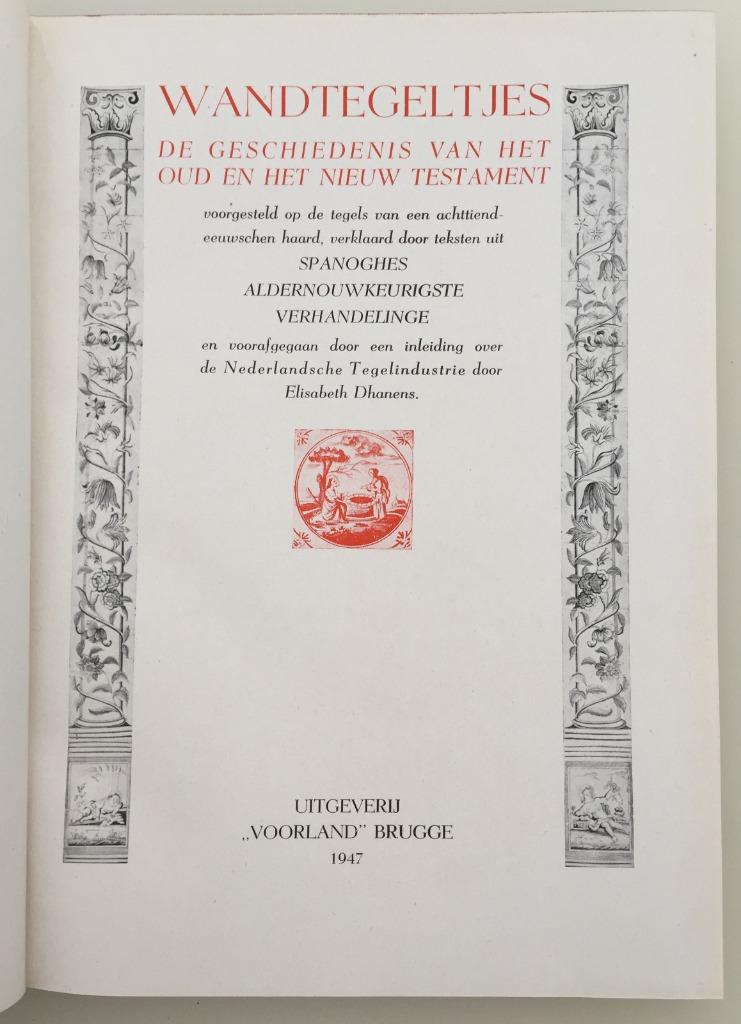 WANDTEGELTJES
DE GESCHIEDENIS VAN HET
OUD EN HET NIEUW TESTAMENT
voorgesteld op de tegels van een achttiend-
eeuwschen haard, verklaard door teksten uit
SPANOGHES
ALDERNOUWKEURIGSTE
VERHANDELINGE
en voorafgegaan door een inleiding over
de Nederlandsche Tegelindustrie door
Elisabeth Dhanens.
UITGEVERIJ
„VOORLAND” BRUGGE
1947